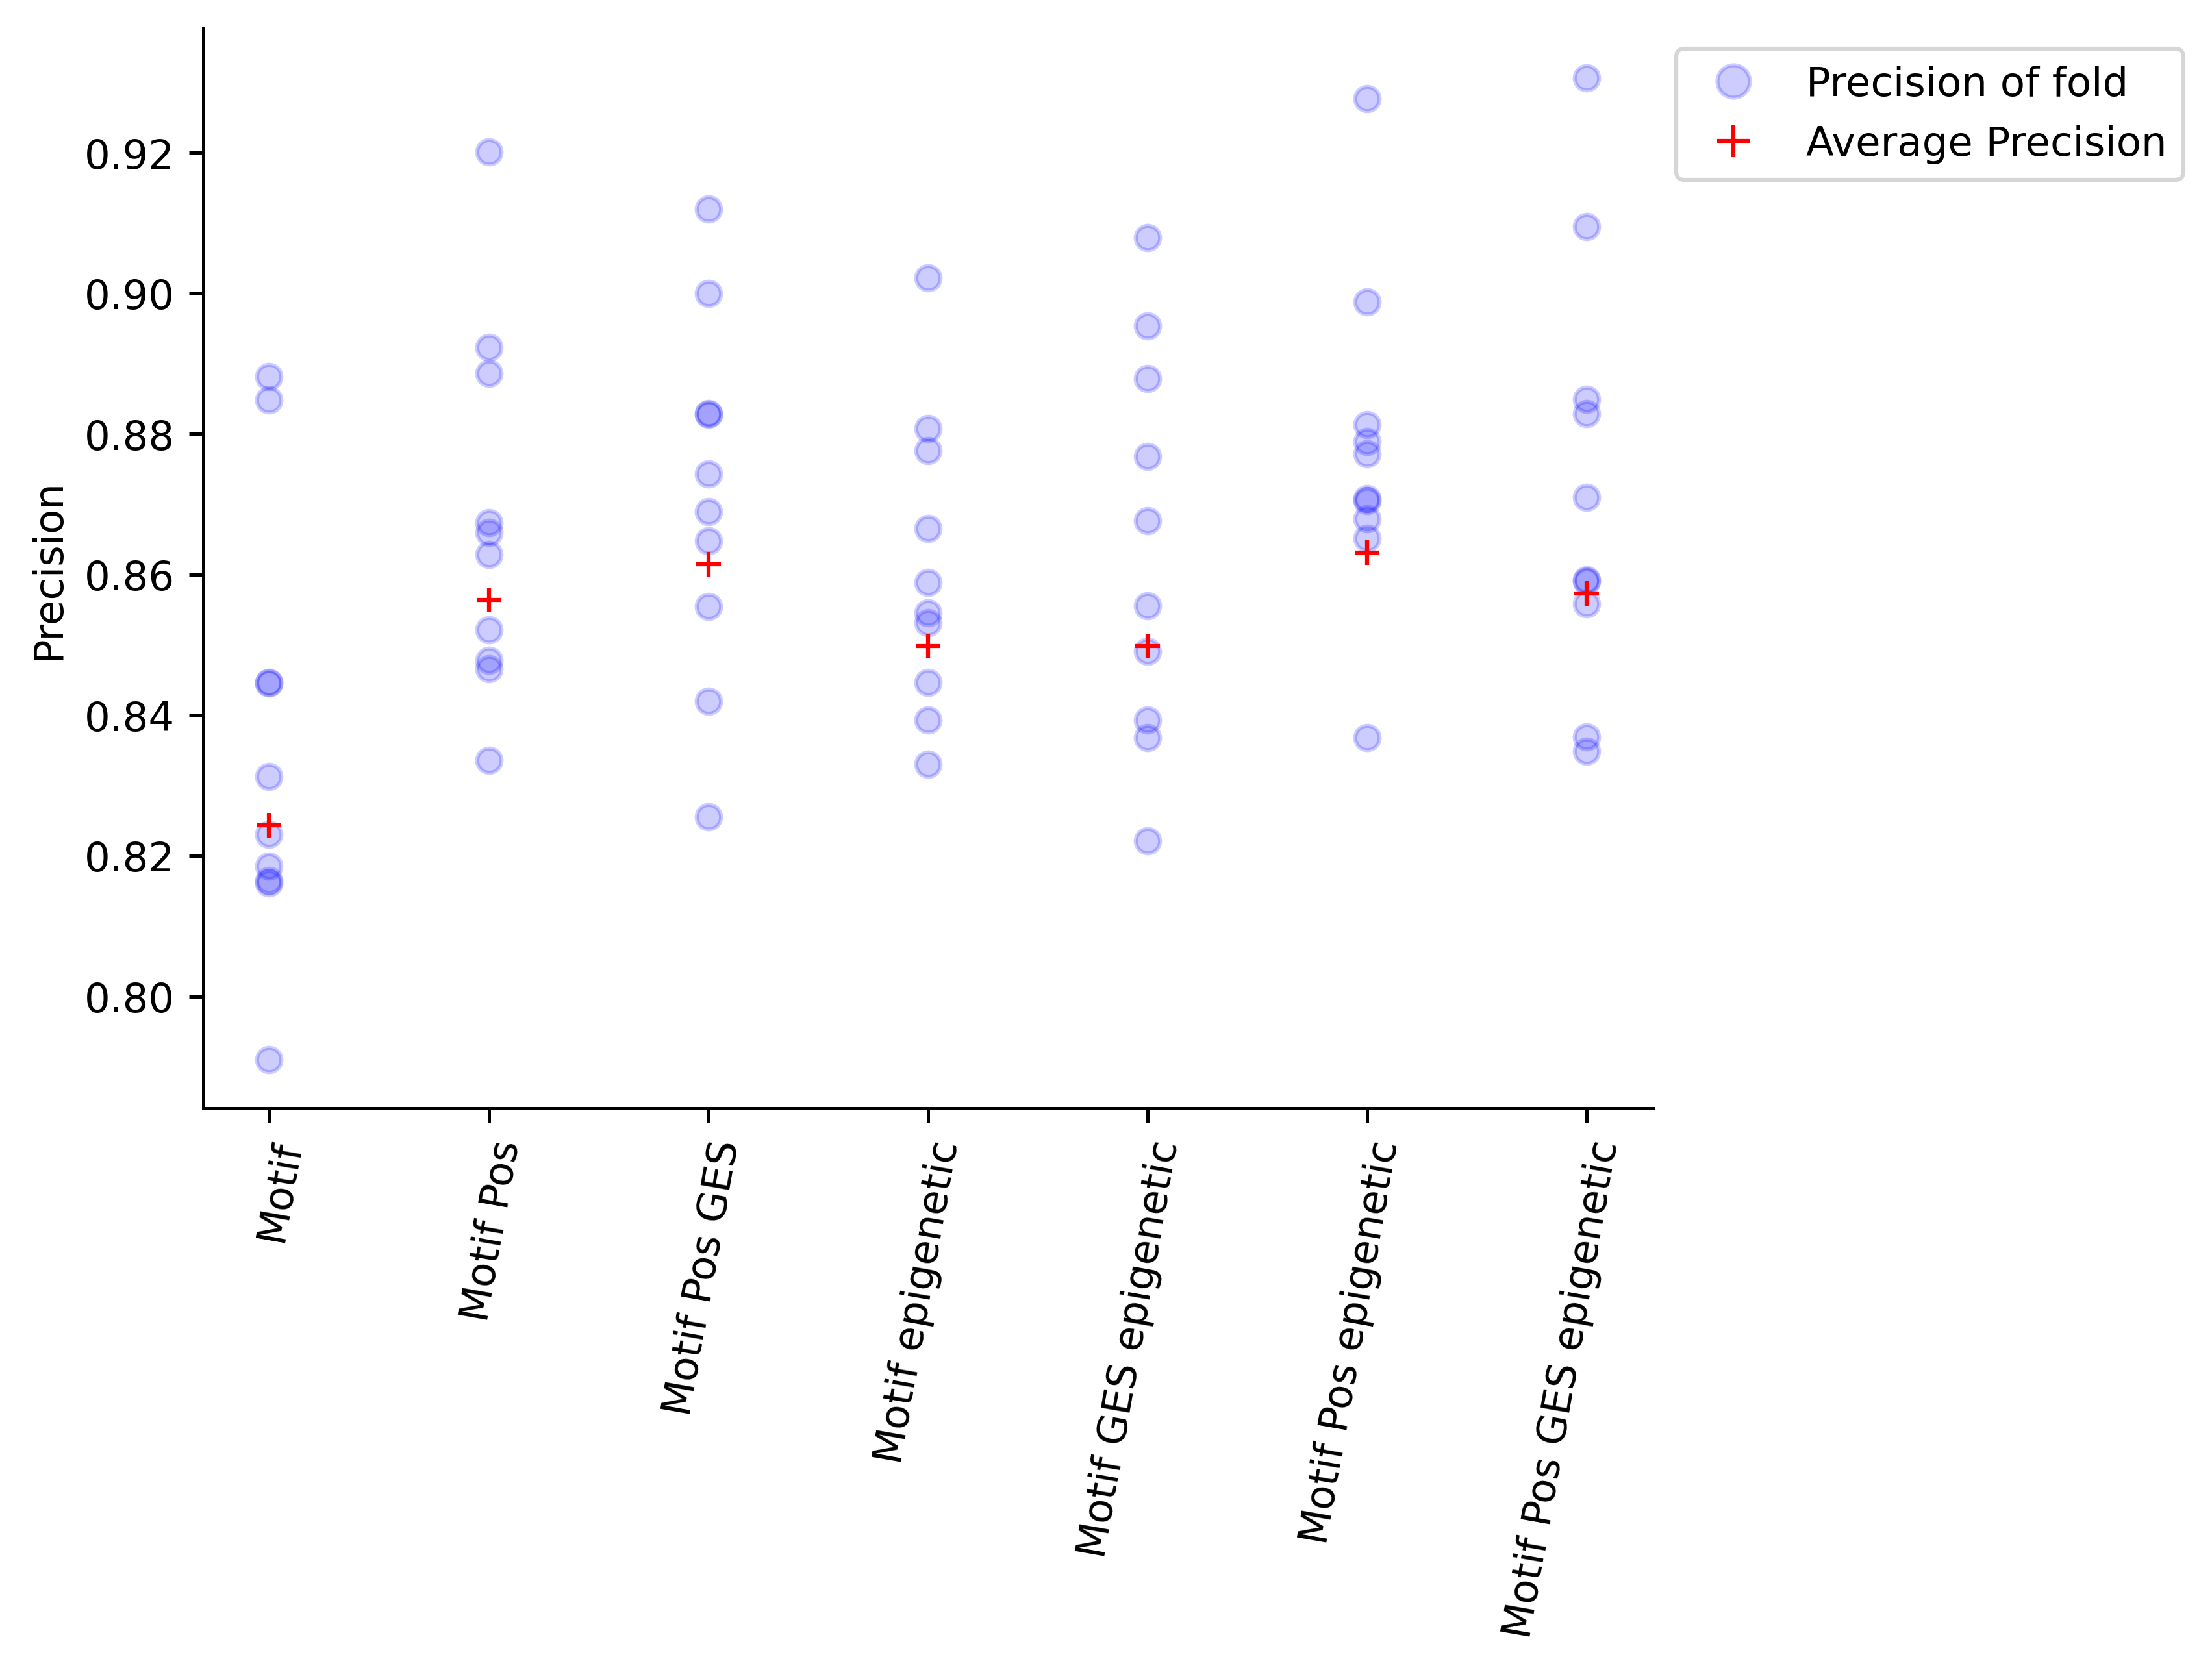 Precision of fold
Average Precision
Precision
0.92
0.90
0.88
0.86
0.84
0.82
0.80
Motif
Motif Pos
Motif Pos GES
Motif epigenetic
Motif GES epigenetic
Motif Pos epigenetic
Motif Pos GES epigenetic